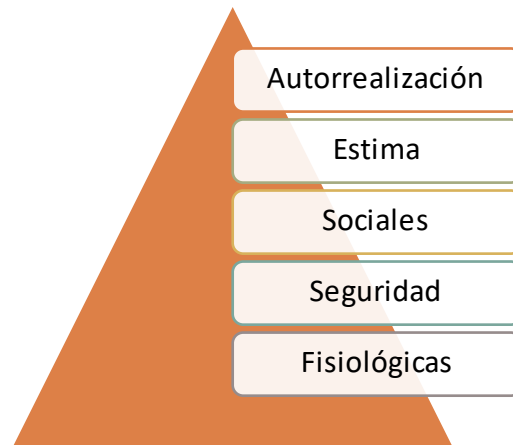 Autorrealización
Estima
Sociales
Seguridad
Fisiológicas